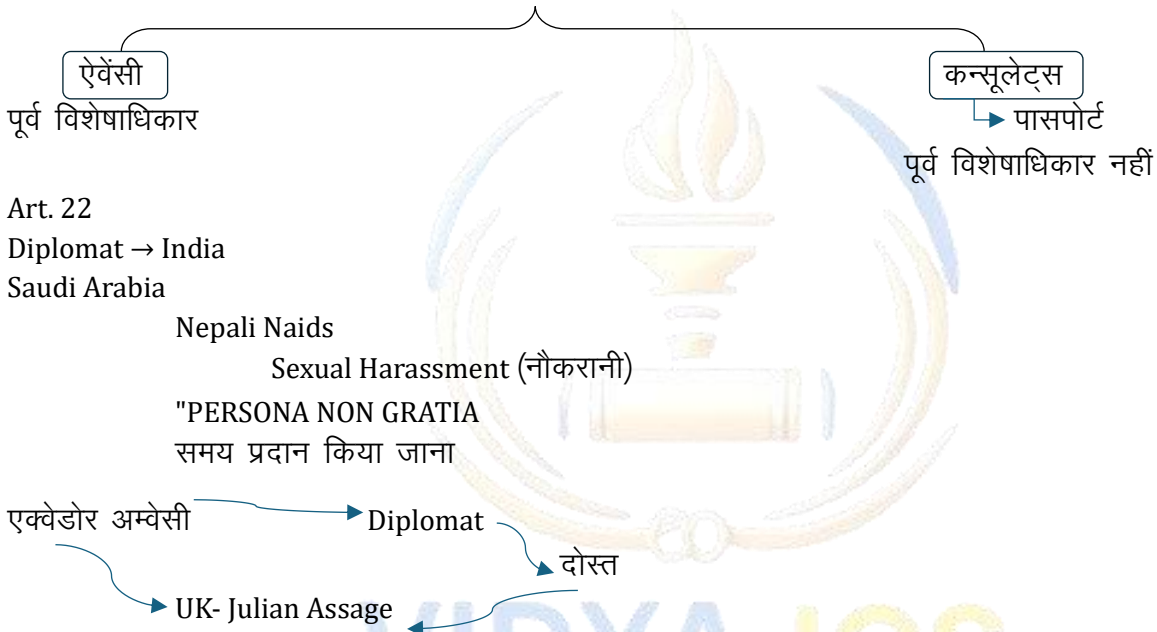 ऐवेंसी
कन्सूलेट्स
पूर्व विशेषाधिकार
पासपोर्ट
पूर्व विशेषाधिकार नहीं
Art. 22
Diplomat → India
Saudi Arabia
Nepali Naids
Sexual Harassment (नौकरानी)
"PERSONA NON GRATIA
समय प्रदान किया जाना
एक्वेडोर अम्वेसी
Diplomat
दोस्त
UK- Julian Assage